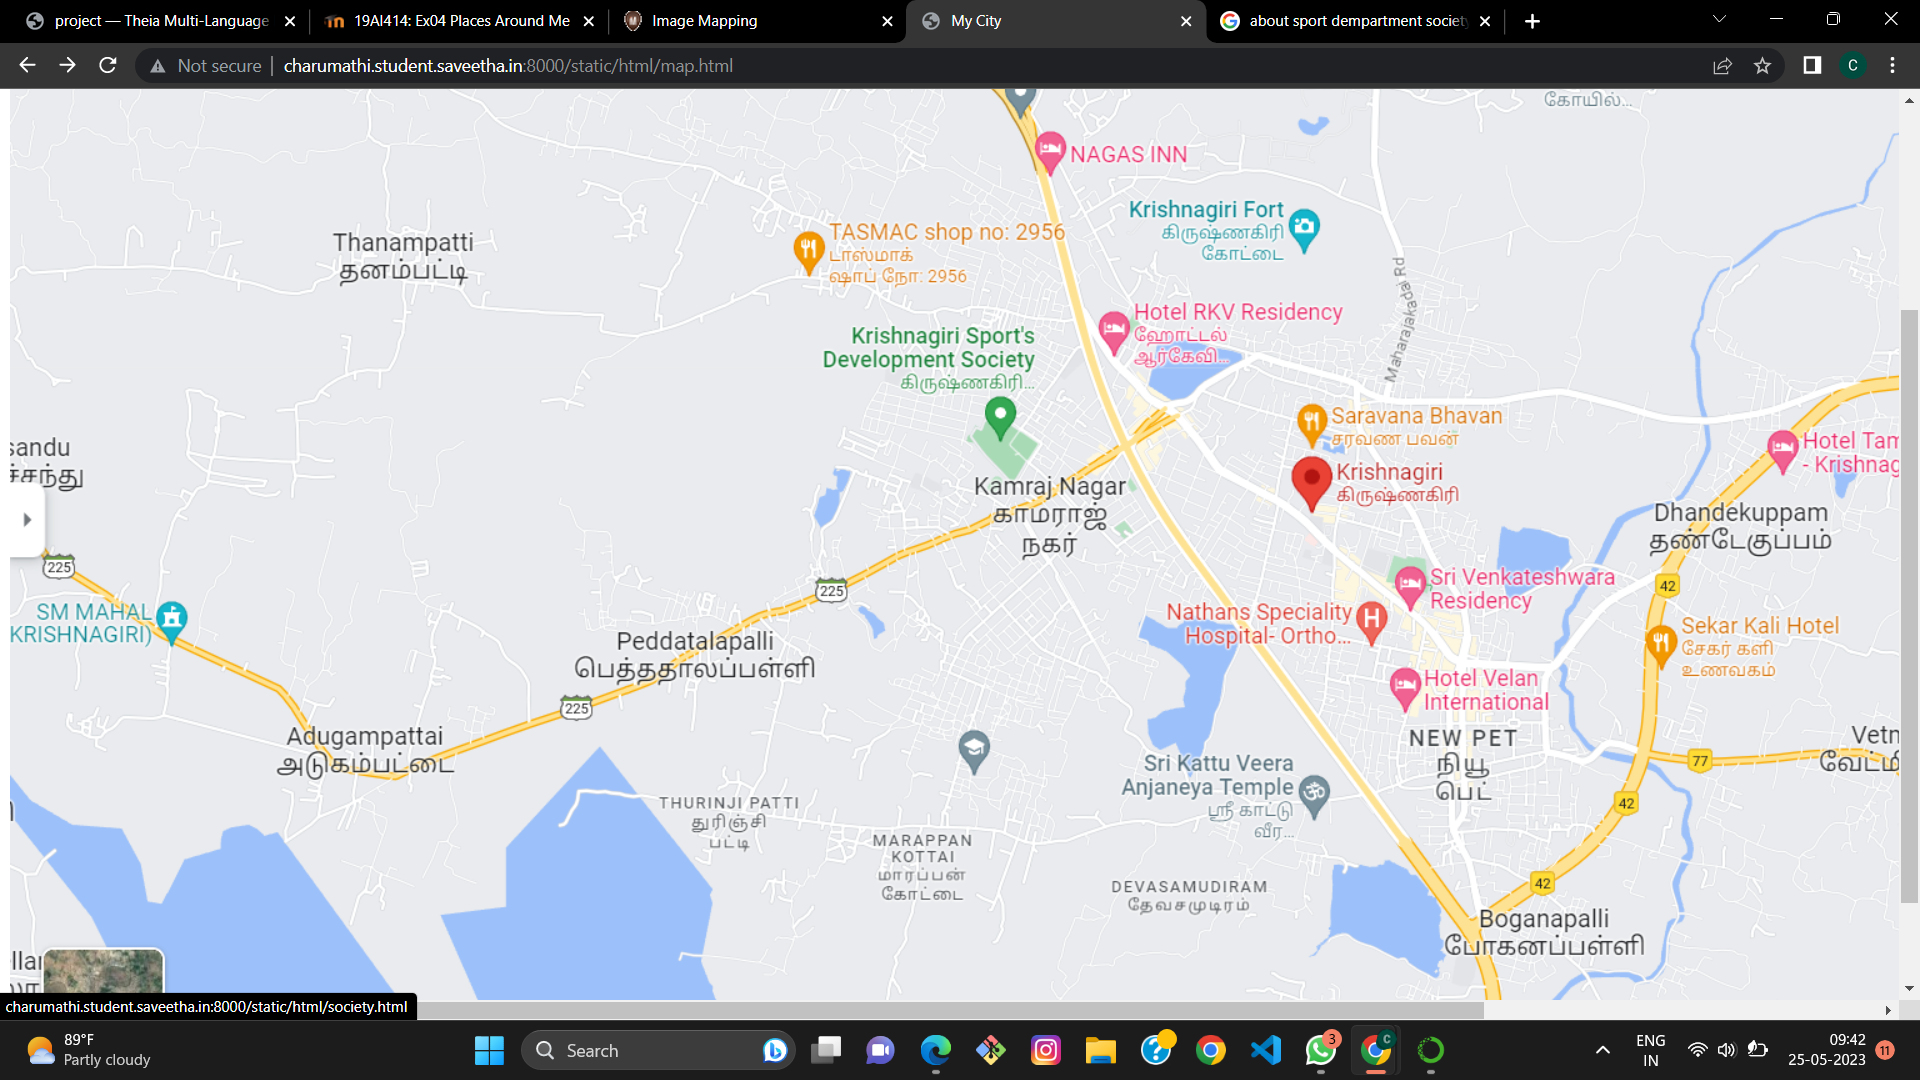 project — Theia Multi-Language
19AI414: Ex04 Places Around Me
Image Mapping
My City
about sport dempartment society
Not secure
charumathi.student.saveetha.in:8000/static/html/map.html
C
கோயில்...
NAGAS INN
Krishnagiri Fort
கிருஷ்ணகிரி
கோட்டை
TASMAC shop no: 2956
டாஸ்மாக்
ஷாப் நோ: 2956
Thanampatti
தனம்பட்டி
Maharajakadai Rd
Hotel RKV Residency
ஹோட்டல்
ஆர்கேவி...
Krishnagiri Sport's
Development Society
கிருஷ்ணகிரி...
Saravana Bhavan
சரவண பவன்
Krishnagiri
கிருஷ்ணகிரி
Hotel Tam
- Krishnag
sandu
Kamraj Nagar
காமராஜ்
நகர்
Dhandekuppam
தண்டேகுப்பம்
225
42
Sri Venkateshwara
Residency
225
SM MAHAL
KRISHNAGIRI)
Nathans Speciality
Hospital- Ortho...
H
Sekar Kali Hotel
சேகர் களி
உணவகம்
Peddatalapalli
பெத்ததாலப்பள்ளி
Hotel Velan
International
225
Adugampattai
அடுகம்பட்டை
NEW PET
நியூ
பெட்
Vetr
வேட்மி
77
Sri Kattu Veera
Anjaneya Temple
ஸ்ரீ காட்டு
வீர...
42
THURINJI PATTI
துரிஞ்சி
பட்டி
MARAPPAN
KOTTAI
மாரப்பன்
கோட்டை
DEVASAMUDIRAM
தேவசமுடிரம்
42
Boganapalli
போகனப்பள்ளி
llar
charumathi.student.saveetha.in:8000/static/html/society.html
89°F
Partly cloudy
Search
3
C
ENG
IN
09:42
25-05-2023
11